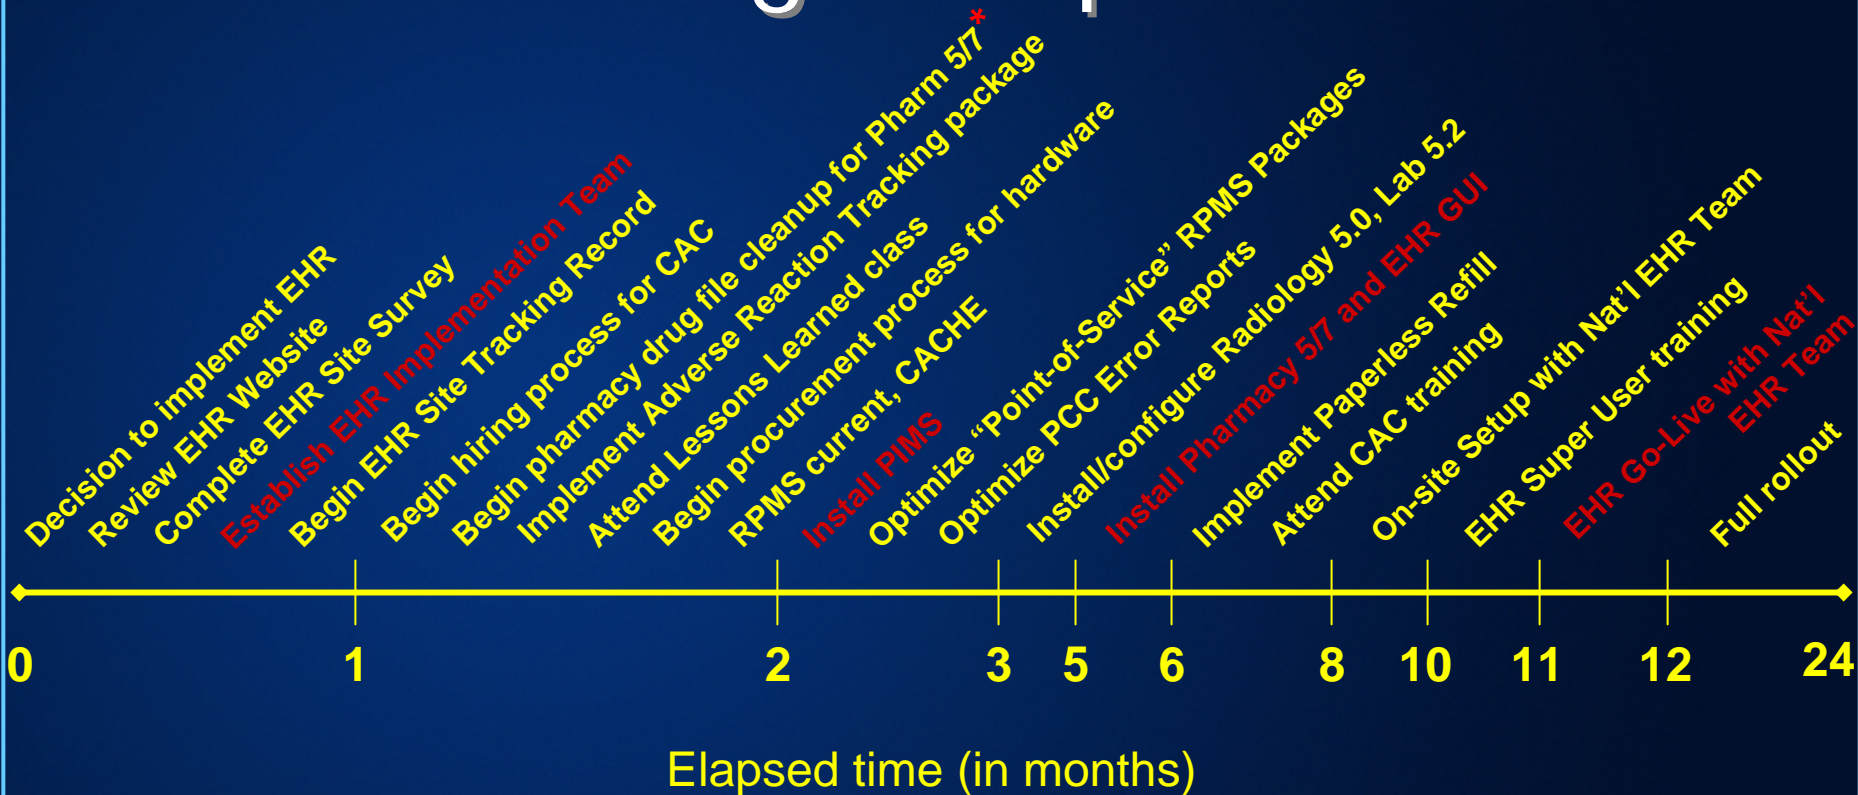 Decision to implement EHR
Review EHR Website
Complete EHR Site Survey
Establish EHR Implementation Team
Begin EHR Site Tracking Record
Begin hiring process for CAC
Begin pharmacy drug file cleanup for Pharm 5/7*
Implement Adverse Reaction Tracking package
Attend Lessons Learned class
Begin procurement process for hardware
RPMS current, CACHE
Install PIMS
Optimize “Point-of-Service” RPMS Packages
Optimize PCC Error Reports
Install/configure Radiology 5.0, Lab 5.2
Install Pharmacy 5/7 and EHR GUI
Implement Paperless Refill
Attend CAC training
On-site Setup with Nat’l EHR Team
EHR Super User training
EHR Go-Live with Nat’l
EHR Team
Full rollout
0 1 2 3 5 6 8 10 11 12 24
Elapsed time (in months)